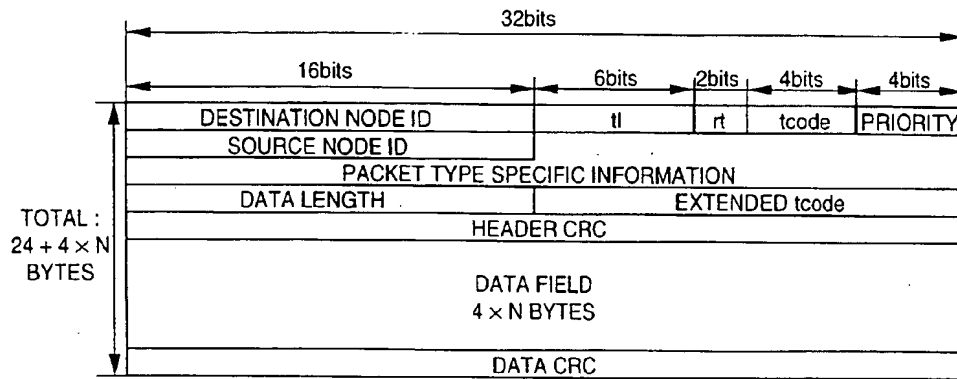 32bits
16bits
6bits
2bits
4bits
4bits
DESTINATION NODE ID
tl
rt
tcode
PRIORITY
SOURCE NODE ID
PACKET TYPE SPECIFIC INFORMATION
DATA LENGTH
EXTENDED tcode
HEADER CRC
TOTAL :
24 + 4 × N
BYTES
DATA FIELD
4 × N BYTES
DATA CRC